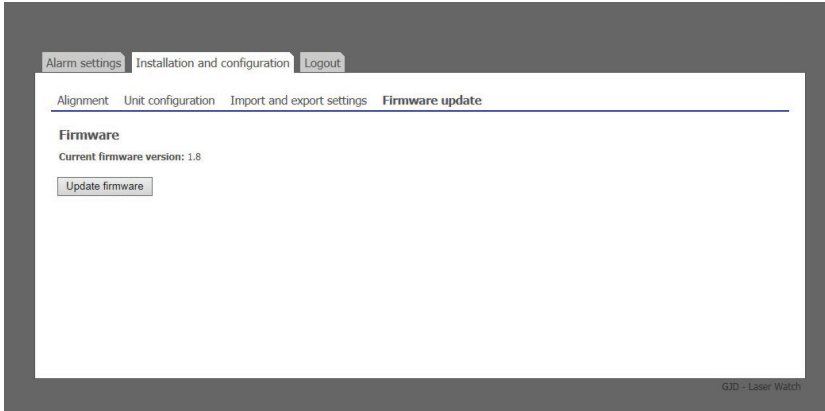 Alarm settings Installation and configuration Logout
Alignment Unit configuration Import and export settings Firmware update
Firmware
Current firmware version: 1.8
Update firmware
GJD - Laser Watch